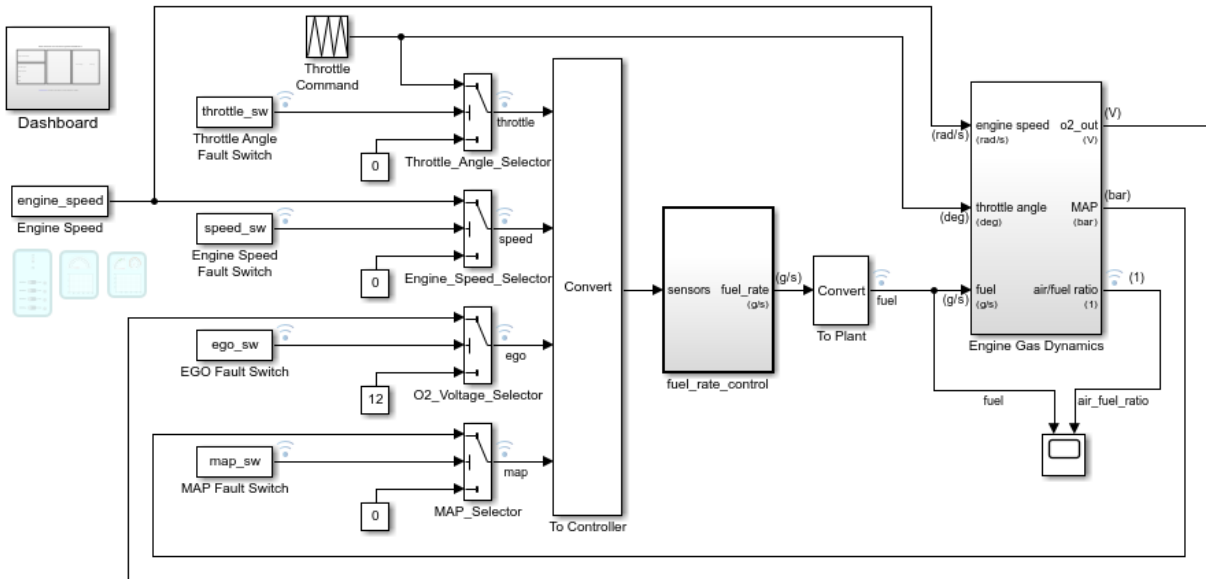 Dashboard
Throttle
Command
throttle_sw
Throttle Angle
Fault Switch
0
throttle
Throttle_Angle_Selector
engine_speed
Engine Speed
speed_sw
Engine Speed
Fault Switch
0
speed
Engine_Speed_Selector
ego_sw
EGO Fault Switch
12
ego
O2_Voltage_Selector
map_sw
MAP Fault Switch
0
map
MAP_Selector
Convert
To Controller
sensors
fuel_rate
(g/s)
fuel_rate_control
(g/s)
Convert
To Plant
fuel
(rad/s)
(deg)
(g/s)
engine speed
(rad/s)
throttle angle
(deg)
fuel
(g/s)
o2_out
(V)
MAP
(bar)
air/fuel ratio
(1)
Engine Gas Dynamics
(V)
(bar)
(1)
fuel
air_fuel_ratio